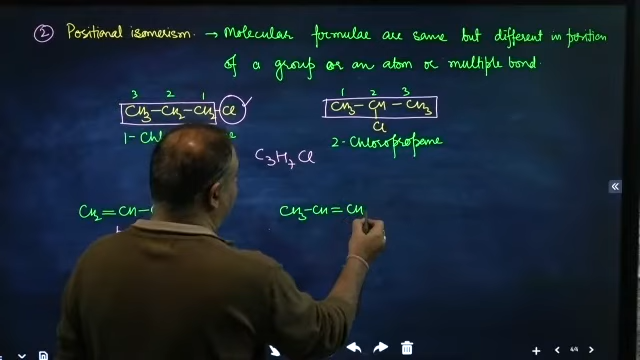 ② Positional isomerism → Molecular formulae are same but different in position
of a group or an atom or multiple bond.
3 2 1
CH3–CH2–CH2–Cl
1-
1 2 3
CH3–CH–CH3
Cl
2-Chloropropane
C3H7Cl
CH2=CH–
CH3–CH=CH